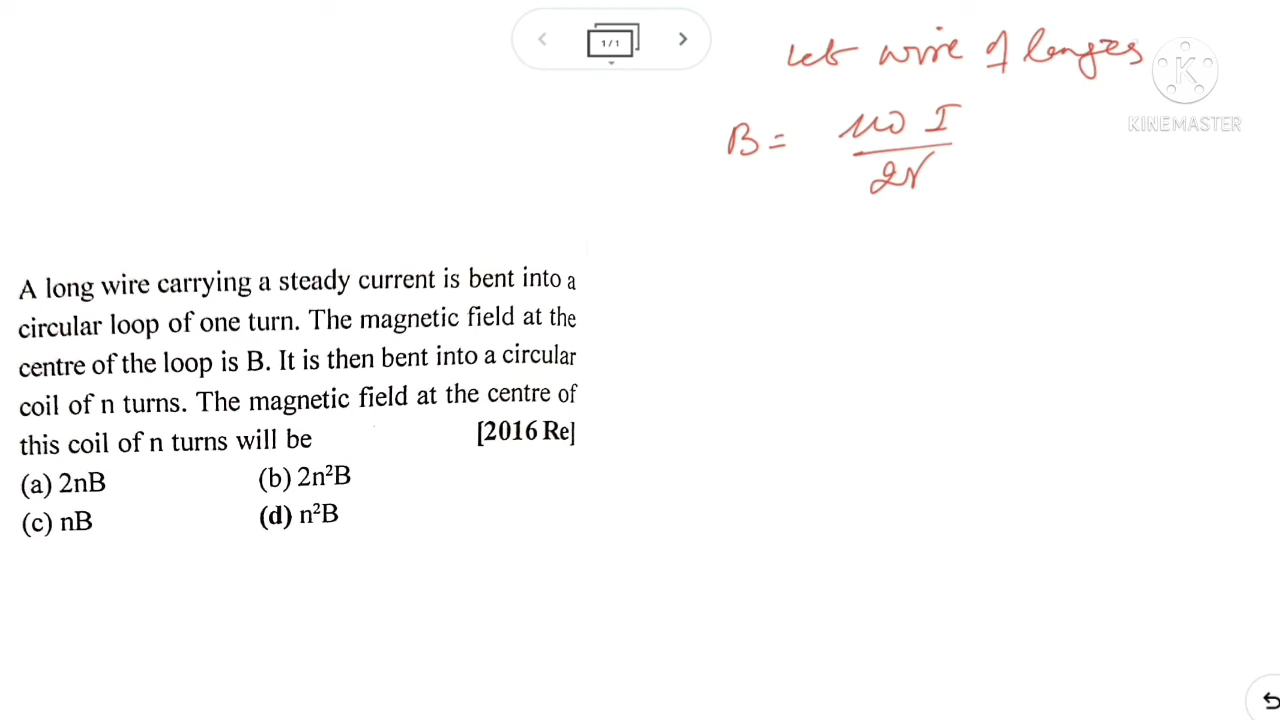 1/1
let wire of lenges
KINEMASTER
B = μ0 I
2r
A long wire carrying a steady current is bent into a
circular loop of one turn. The magnetic field at the
centre of the loop is B. It is then bent into a circular
coil of n turns. The magnetic field at the centre of
this coil of n turns will be [2016 Re]
(a) 2nB (b) 2n²B
(c) nB (d) n²B